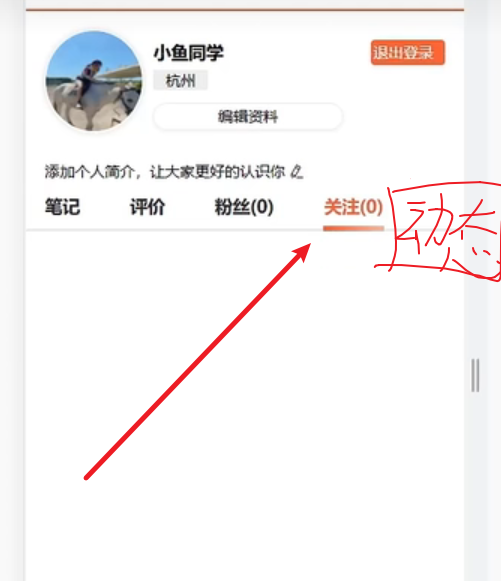 小鱼同学
退出登录
杭州
编辑资料
添加个人简介，让大家更好的认识你
笔记 评价 粉丝(0) 关注(0) 动态